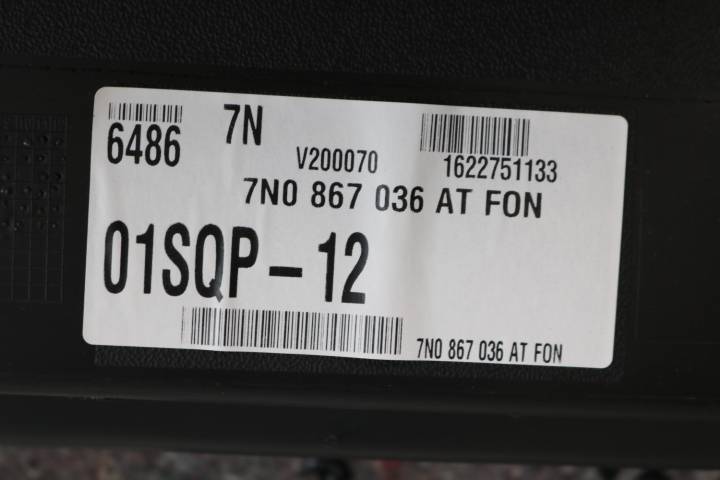 7N
6486
V200070
1622751133
7N0 867 036 AT FON
01SQP-12
7N0 867 036 AT FON